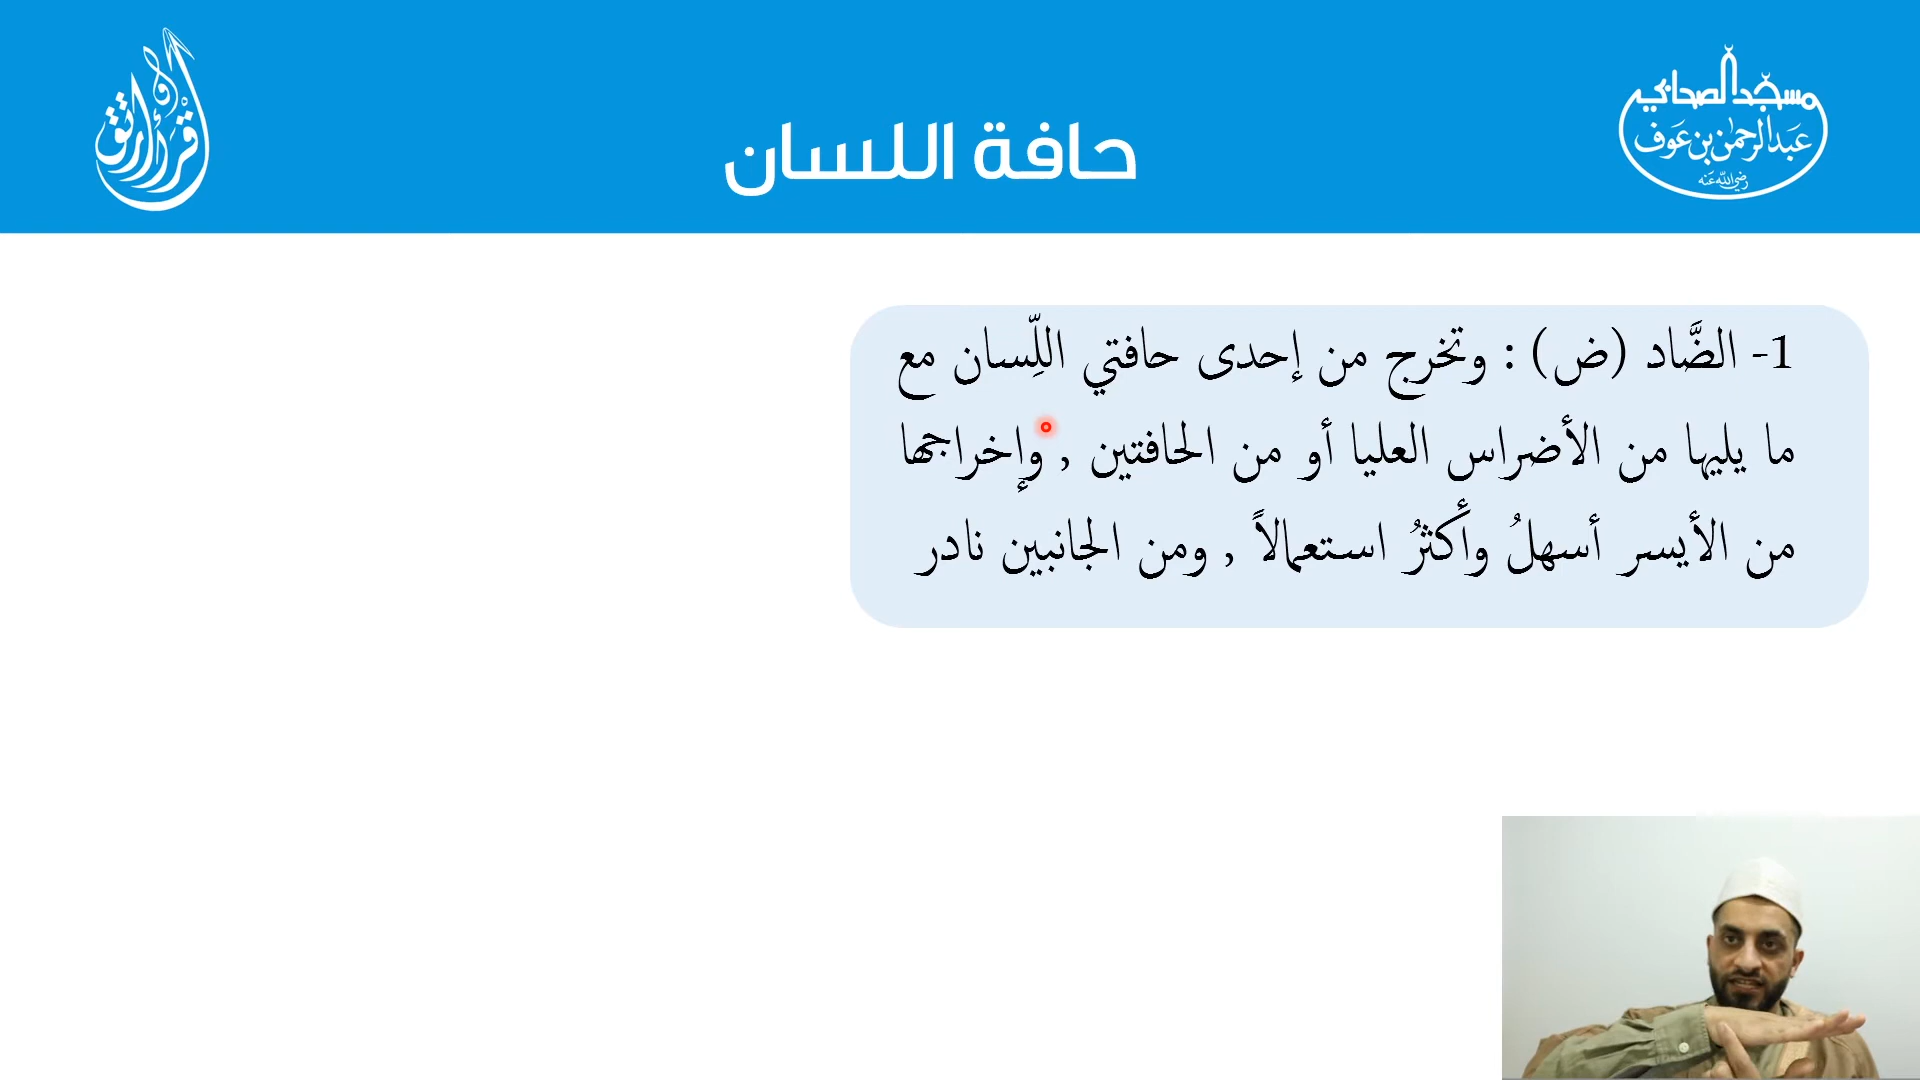 اقرأ وارتق
مسجد الصحابي
عبد الرحمن بن عوف
رضي الله عنه
حافة اللسان
1- الضَّاد (ض) : وتخرج من إحدى حافتي اللِّسان مع
ما يليها من الأضراس العليا أو من الحافتين , وإخراجها
من الأيسر أسهلُ وأكثرُ استعمالاً , ومن الجانبين نادر